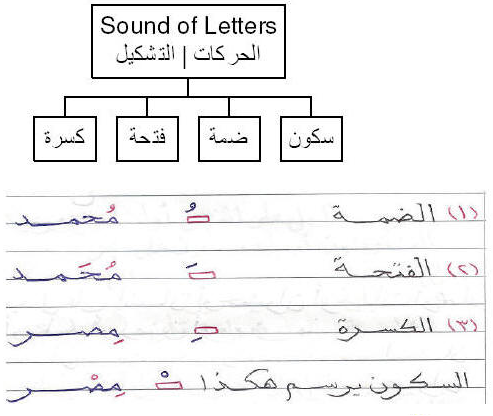 Sound of Letters
الحركات | التشكيل
سكون ضمة فتحة كسرة
(١) الضمة ـُ مُحمد
(٢) الفتحة ـَ مُحَمد
(٣) الكسرة ـِ مِصر
السكون يرسم هكذا ـْ مِصْر